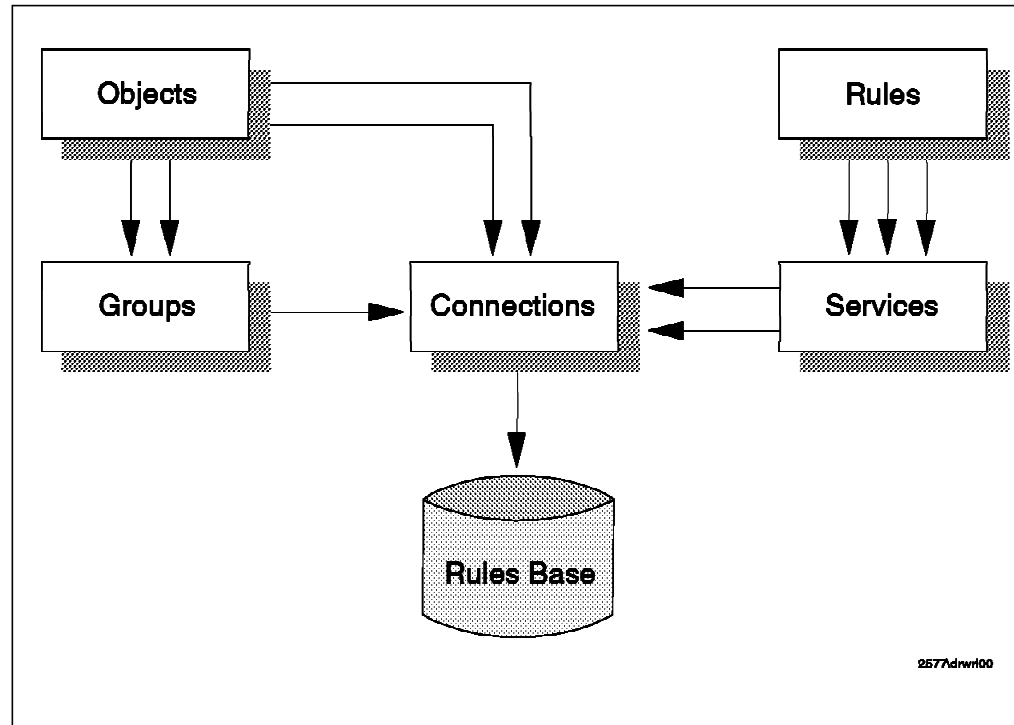 Objects
Rules
Groups
Connections
Services
Rules Base
2577\drwrl00